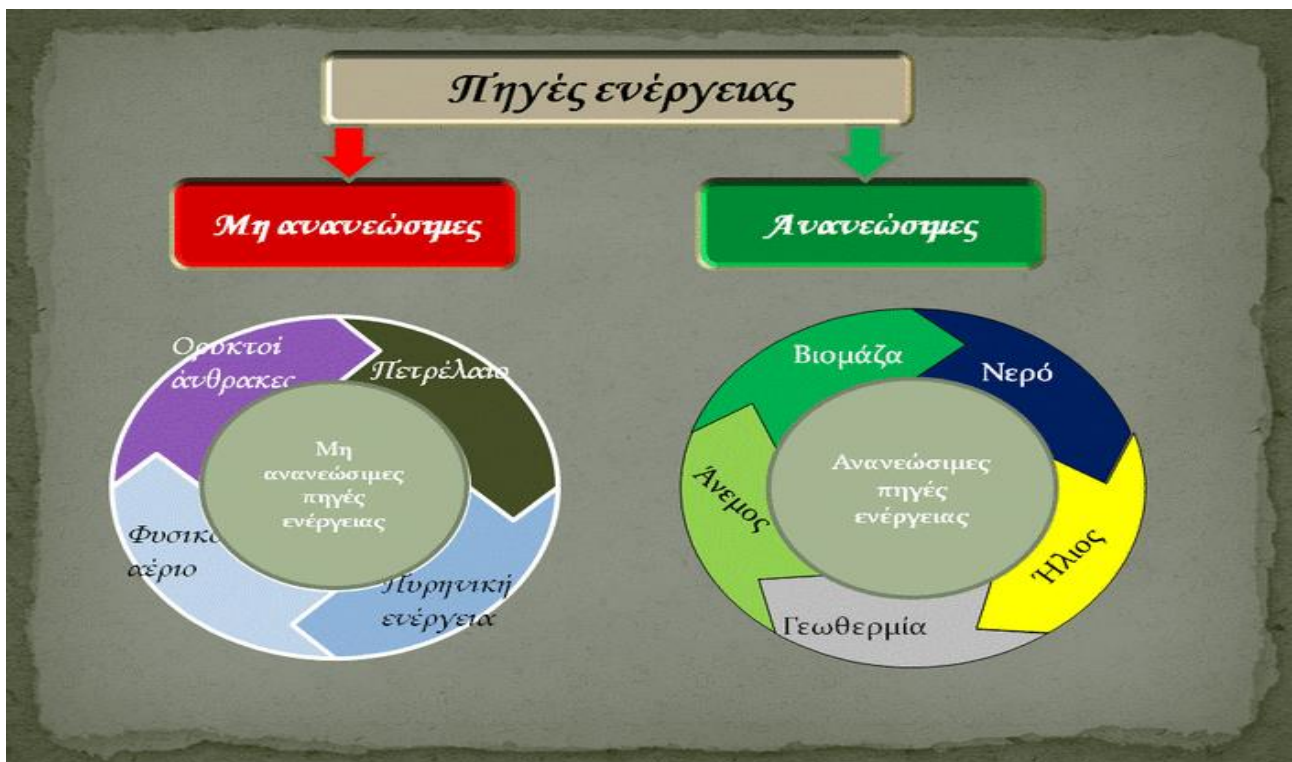 Πηγές ενέργειας
Μη ανανεώσιμες
Ανανεώσιμες
Ορυκτοί
άνθρακες
Πετρέλαιο
Πυρηνική
ενέργεια
Φυσικό
αέριο
Μη
ανανεώσιμες
πηγές
ενέργειας
Βιομάζα
Νερό
Ήλιος
Γεωθερμία
Άνεμος
Ανανεώσιμες
πηγές
ενέργειας